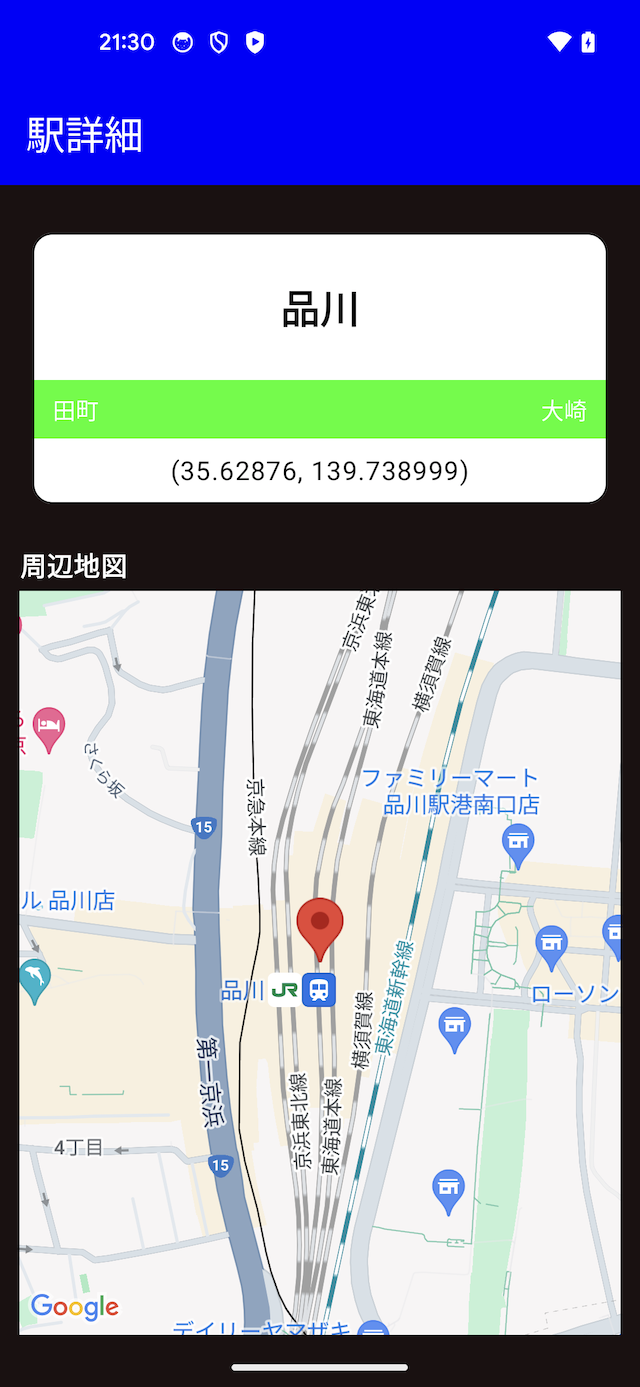 21:30
駅詳細
品川
田町 大崎
(35.62876, 139.738999)
周辺地図
京浜東
東海道本線
横須賀線
さくら坂
ファミリーマート
品川駅港南口店
京急本線
15
ル 品川店
品川
JR
東海道新幹線
横須賀線
ローソン
第一京浜
京浜東北線
東海道本線
4丁目
15
Google
デイリーヤマザキ